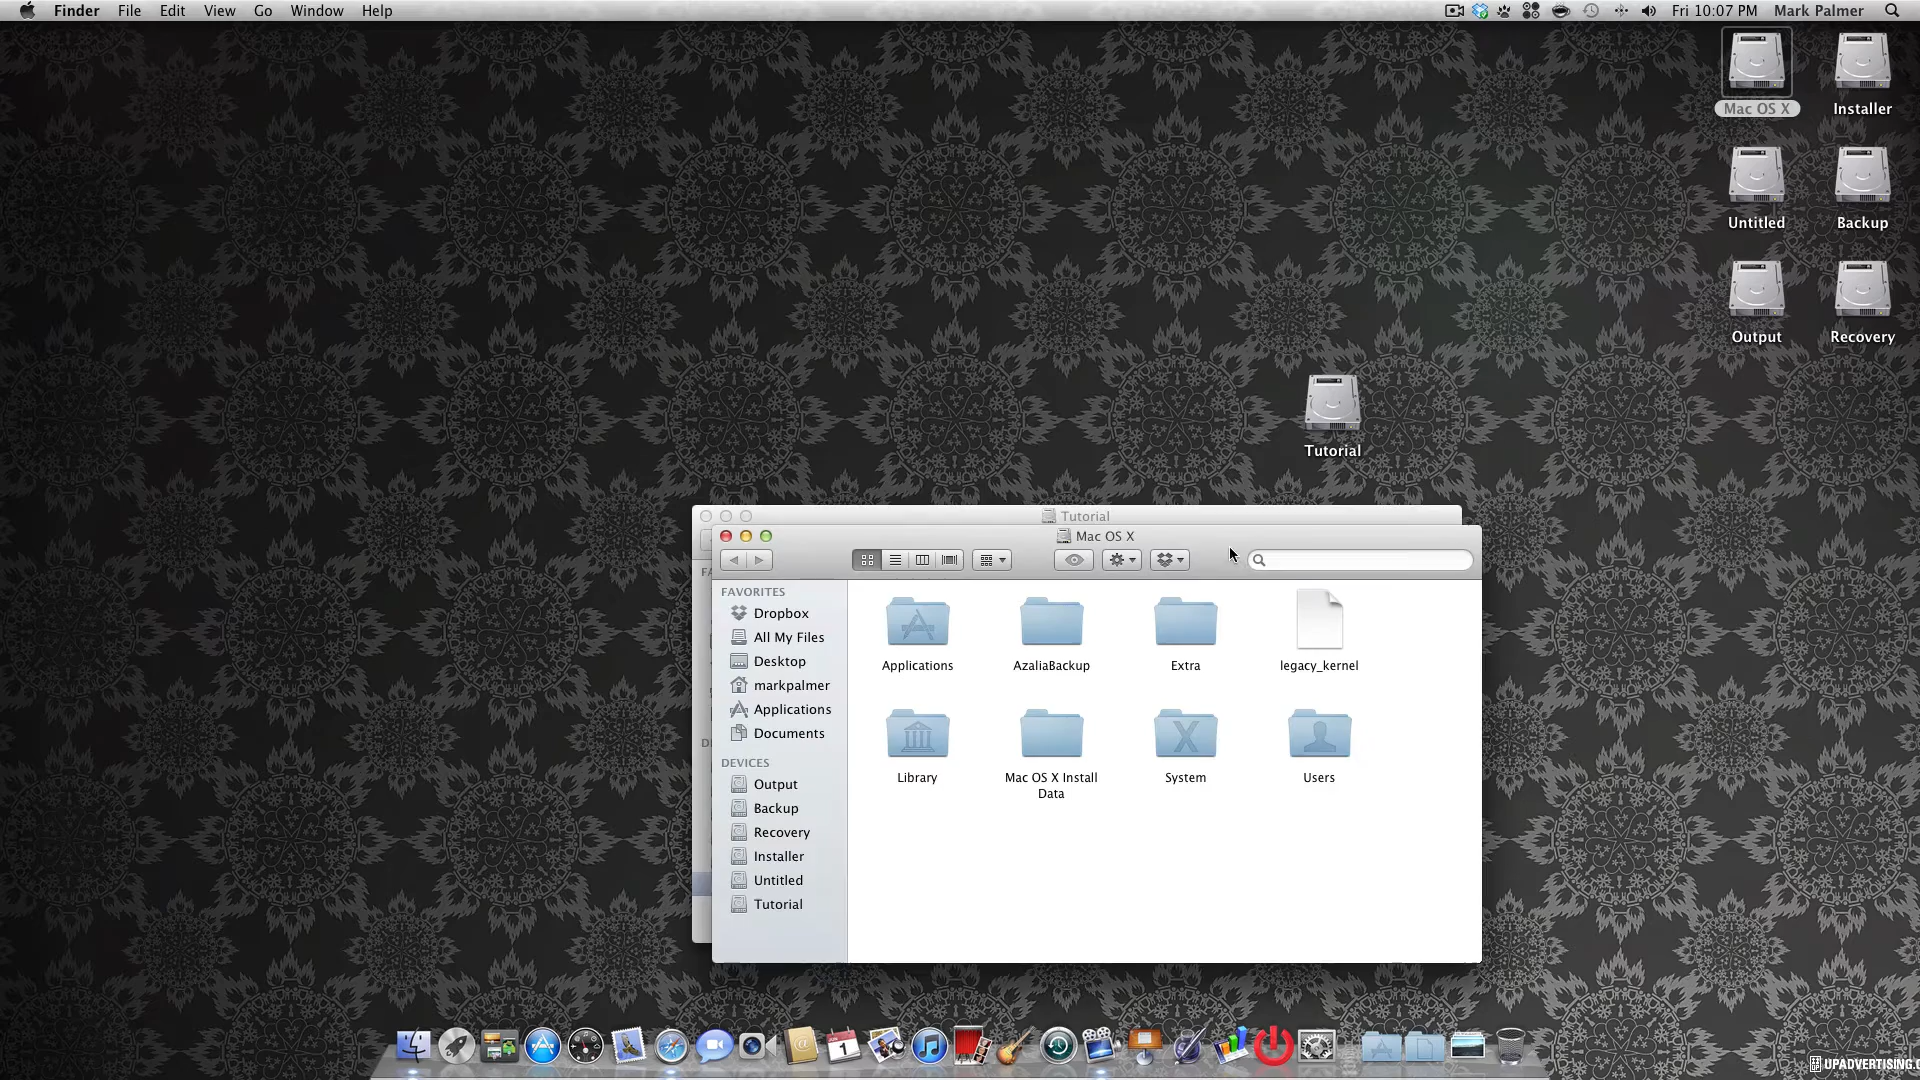 Finder File Edit View Go Window Help
Fri 10:07 PM Mark Palmer
Mac OS X Installer
Untitled Backup
Output Recovery
Tutorial
Tutorial
Mac OS X
FAVORITES
Dropbox
All My Files
Desktop
markpalmer
Applications
Documents
DEVICES
Output
Backup
Recovery
Installer
Untitled
Tutorial
Applications AzaliaBackup Extra legacy_kernel
Library Mac OS X Install Data System Users
1
UPADVERTISING.C